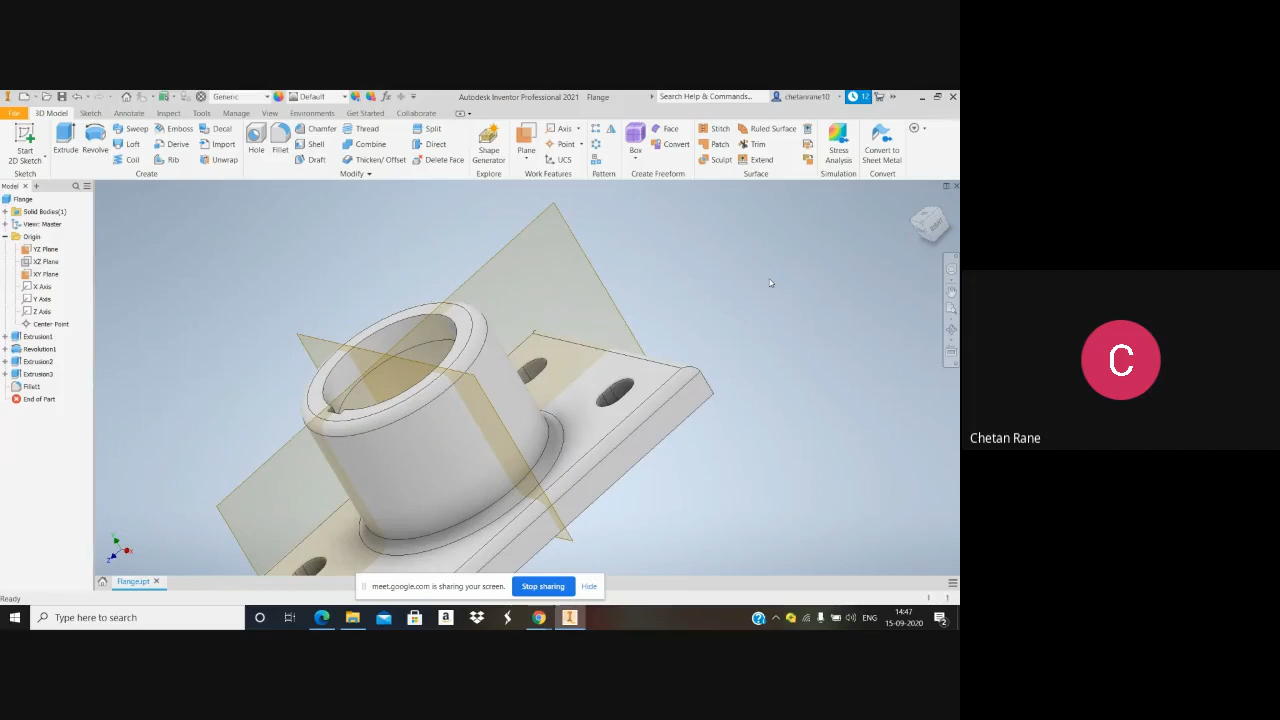 Generic Default Autodesk Inventor Professional 2021 Flange Search Help & Commands... chetanrane10 12
File 3D Model Sketch Annotate Inspect Tools Manage View Environments Get Started Collaborate
Start 2D Sketch Extrude Revolve Sweep Emboss Decal Hole Fillet Chamfer Thread Split Shape Generator Plane Axis Box Face Stitch Ruled Surface Stress Analysis Convert to Sheet Metal
Loft Derive Import Shell Combine Direct Point Convert Patch Trim
Coil Rib Unwrap Draft Thicken/ Offset Delete Face UCS Sculpt Extend
Sketch Create Modify Explore Work Features Pattern Create Freeform Surface Simulation Convert
Model
Flange
Solid Bodies(1)
View: Master
Origin
YZ Plane
XZ Plane
XY Plane
X Axis
Y Axis
Z Axis
Center Point
Extrusion1
Revolution1
Extrusion2
Extrusion3
Fillet1
End of Part
RIGHT
Flange.ipt
meet.google.com is sharing your screen. Stop sharing Hide
Ready
Type here to search
ENG
14:47
15-09-2020
2
C
Chetan Rane